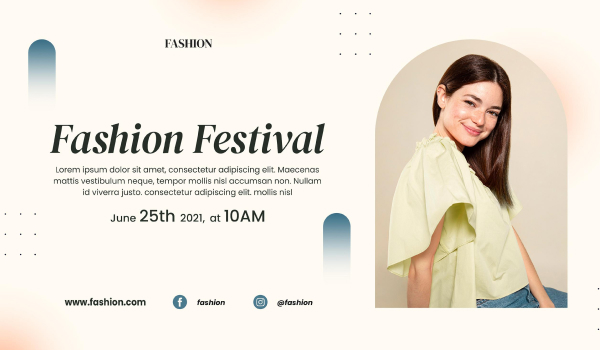 FASHION
Fashion Festival
Lorem ipsum dolor sit amet, consectetur adipiscing elit. Maecenas
mattis vestibulum neque, tempor mollis nisl accumsan non. Nullam
id viverra justo. consectetur adipiscing elit. mollis nisl
June 25th 2021, at 10AM
www.fashion.com fashion @fashion